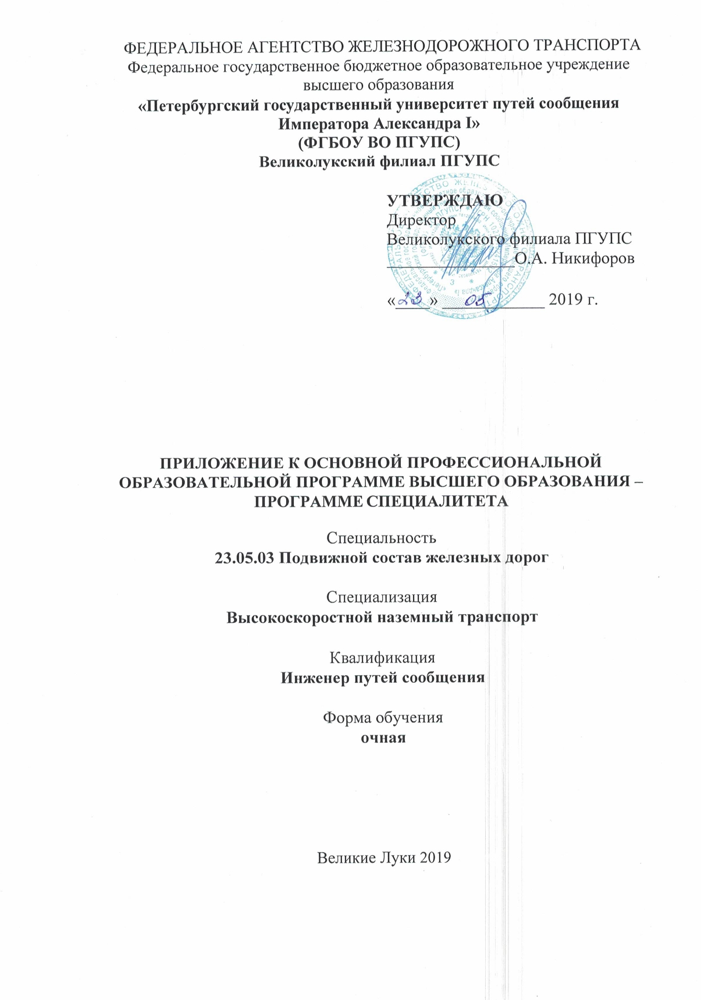 ФЕДЕРАЛЬНОЕ АГЕНТСТВО ЖЕЛЕЗНОДОРОЖНОГО ТРАНСПОРТА
Федеральное государственное бюджетное образовательное учреждение
высшего образования
«Петербургский государственный университет путей сообщения
Императора Александра I»
(ФГБОУ ВО ПГУПС)
Великолукский филиал ПГУПС
УТВЕРЖДАЮ
Директор
Великолукского филиала ПГУПС
О.А. Никифоров
«23» 05 2019 г.
ПРИЛОЖЕНИЕ К ОСНОВНОЙ ПРОФЕССИОНАЛЬНОЙ
ОБРАЗОВАТЕЛЬНОЙ ПРОГРАММЕ ВЫСШЕГО ОБРАЗОВАНИЯ –
ПРОГРАММЕ СПЕЦИАЛИТЕТА
Специальность
23.05.03 Подвижной состав железных дорог
Специализация
Высокоскоростной наземный транспорт
Квалификация
Инженер путей сообщения
Форма обучения
очная
Великие Луки 2019